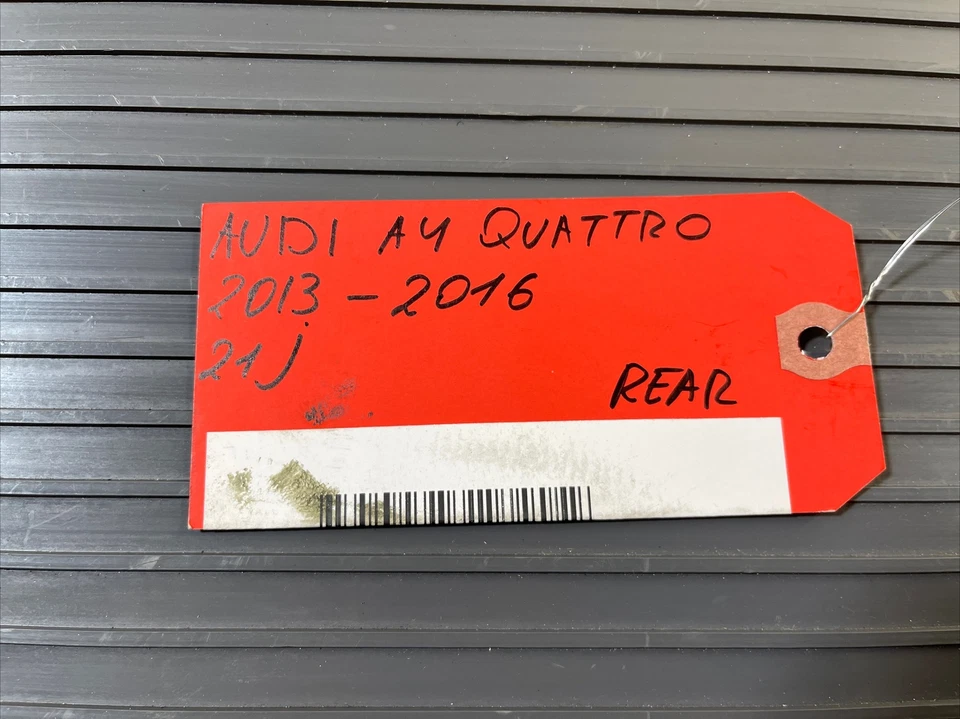 AUDI A4 QUATTRO
2013 - 2016
21j
REAR